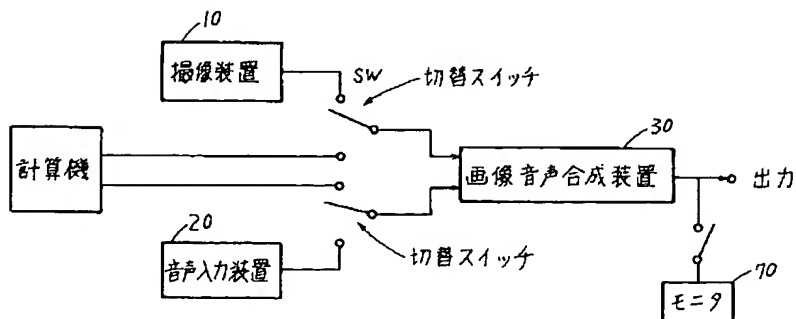 10
撮像装置
SW
切替スイッチ
計算機
30
画像音声合成装置
出力
20
音声入力装置
切替スイッチ
70
モニタ